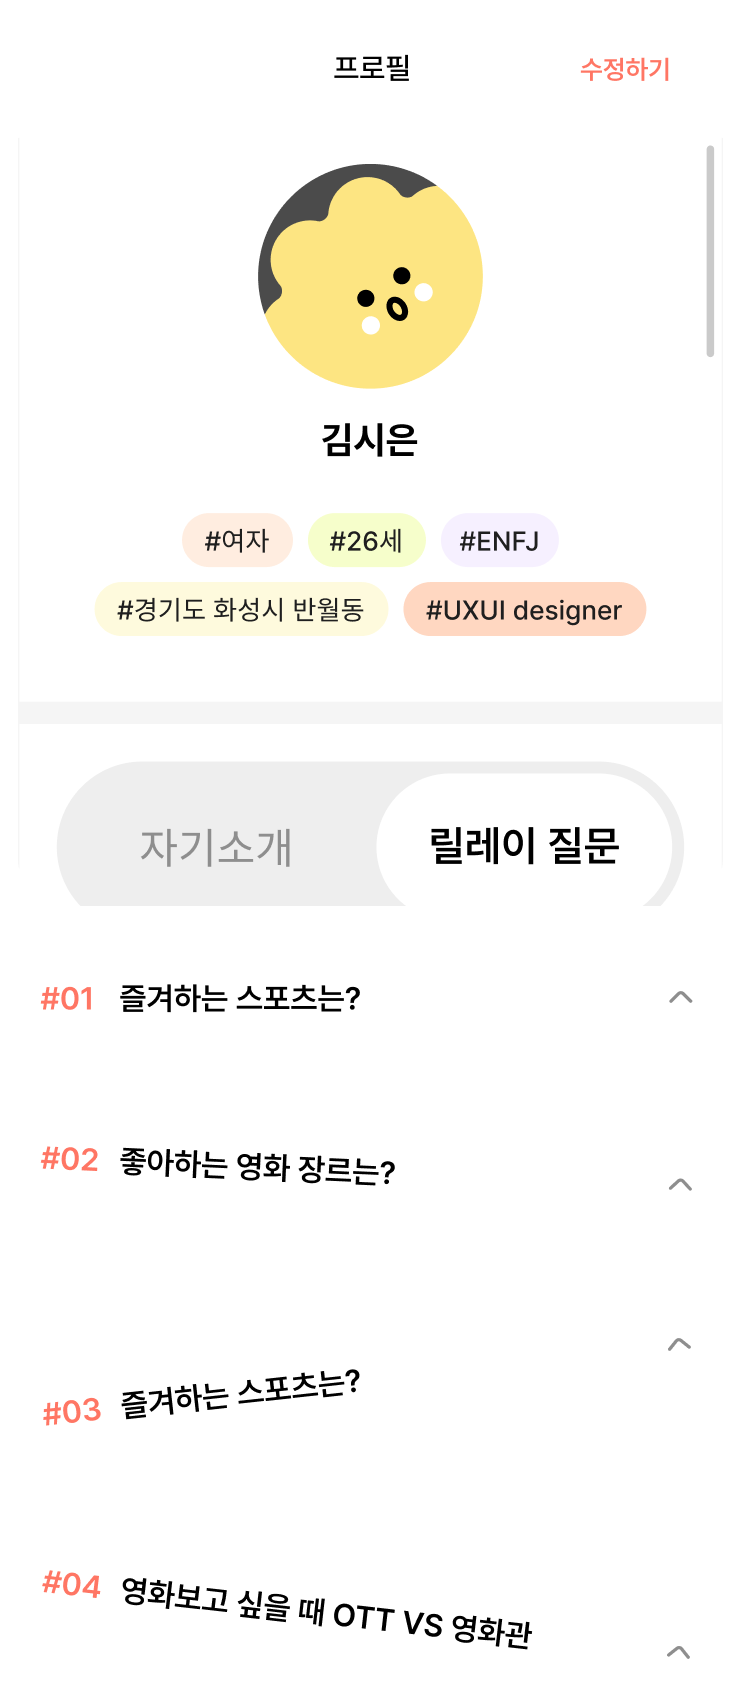 프로필 수정하기
김시은
#여자 #26세 #ENFJ
#경기도 화성시 반월동 #UXUI designer
자기소개 릴레이 질문
#01 즐겨하는 스포츠는?
#02 좋아하는 영화 장르는?
#03 즐겨하는 스포츠는?
#04 영화보고 싶을 때 OTT VS 영화관